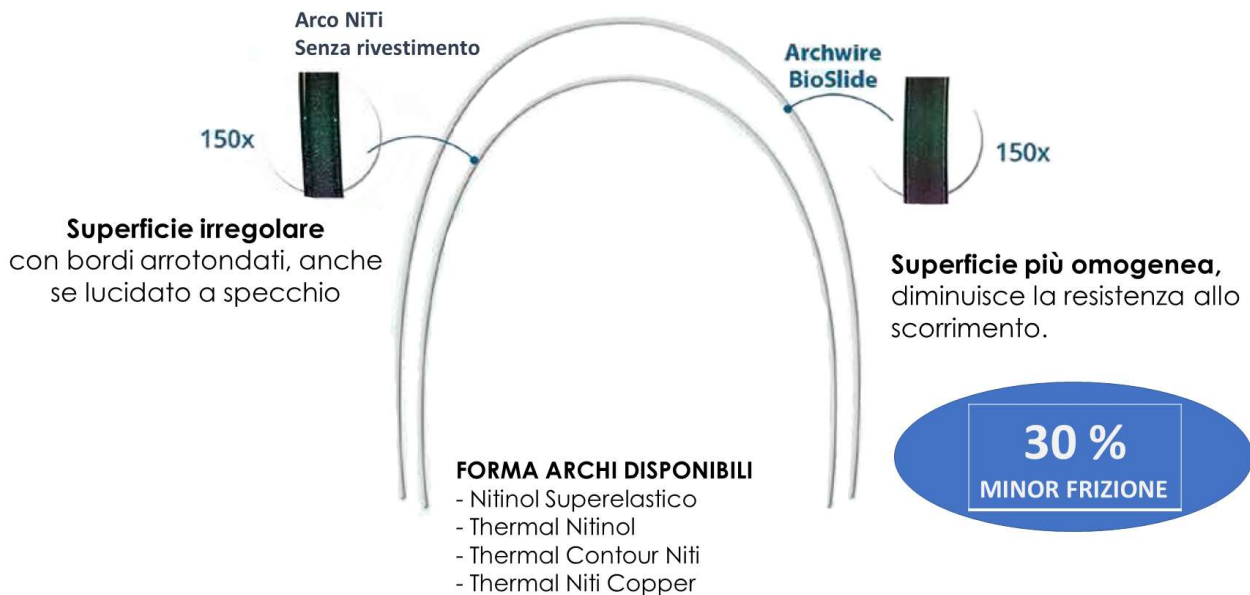 Arco NiTi
Senza rivestimento
150x
Superficie irregolare
con bordi arrotondati, anche
se lucidato a specchio
Archwire
BioSlide
150x
Superficie più omogenea,
diminuisce la resistenza allo
scorrimento.
30 %
MINOR FRIZIONE
FORMA ARCHI DISPONIBILI
- Nitinol Superelastico
- Thermal Nitinol
- Thermal Contour Niti
- Thermal Niti Copper